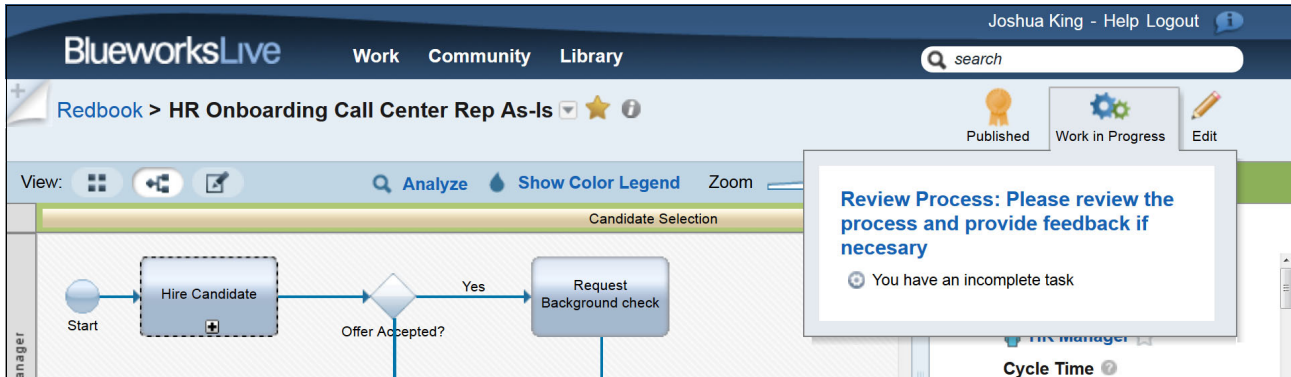 Joshua King - Help Logout
BlueworksLive
Work Community Library
search
Redbook > HR Onboarding Call Center Rep As-Is
Published
Work in Progress
Edit
View:
Analyze
Show Color Legend
Zoom
Review Process: Please review the
process and provide feedback if
necesary
You have an incomplete task
Candidate Selection
Start
Hire Candidate
Offer Accepted?
Yes
Request
Background check
HR Manager
Cycle Time